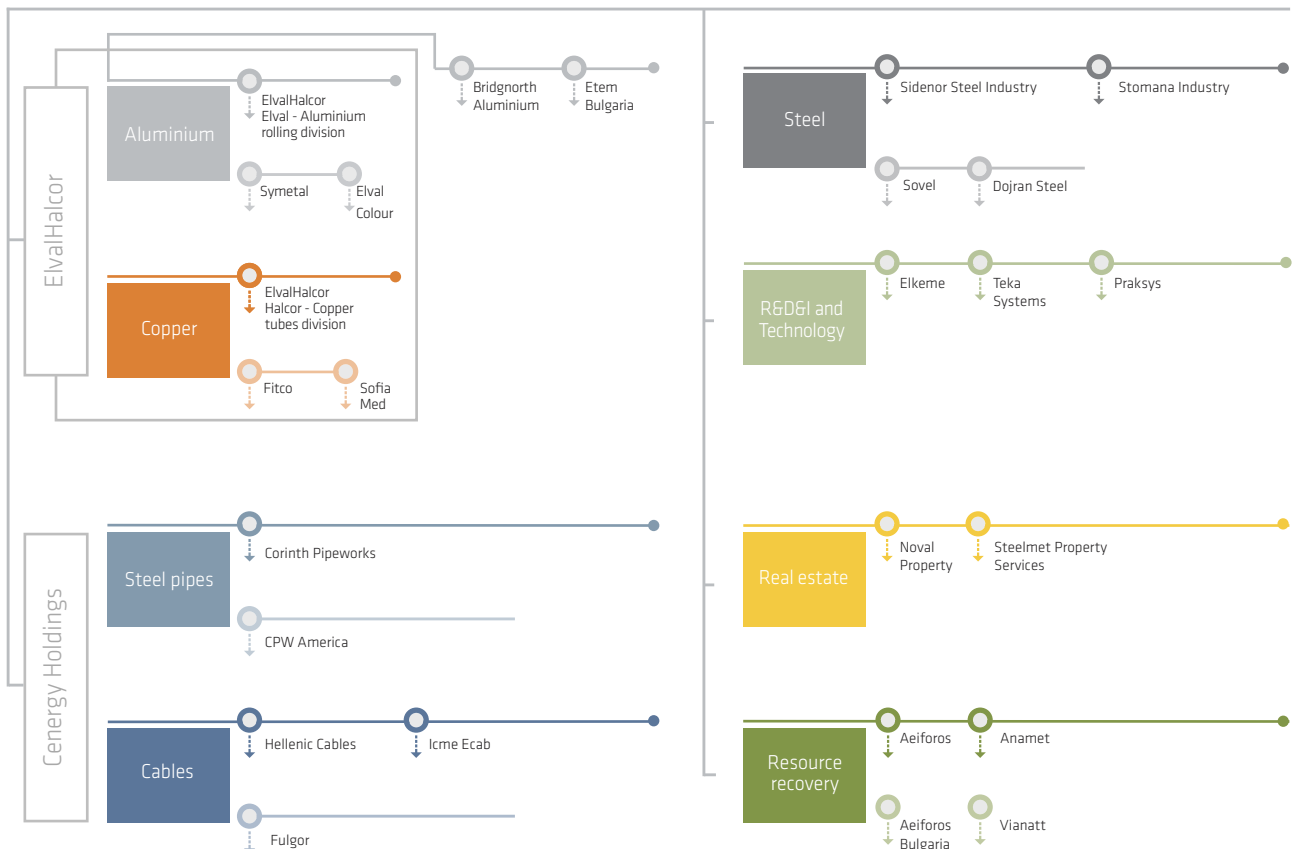 ElvalHalcor
Aluminium
ElvalHalcor
Elval - Aluminium
rolling division
Symetal
Elval
Colour
Bridgnorth
Aluminium
Etem
Bulgaria
Copper
ElvalHalcor
Halcor - Copper
tubes division
Fitco
Sofia
Med
Cenergy Holdings
Steel pipes
Corinth Pipeworks
CPW America
Cables
Hellenic Cables
Icme Ecab
Fulgor
Steel
Sidenor Steel Industry
Stomana Industry
Sovel
Dojran Steel
R&D&I and
Technology
Elkeme
Teka
Systems
Praksys
Real estate
Noval
Property
Steelmet Property
Services
Resource
recovery
Aeiforos
Anamet
Aeiforos
Bulgaria
Vianatt